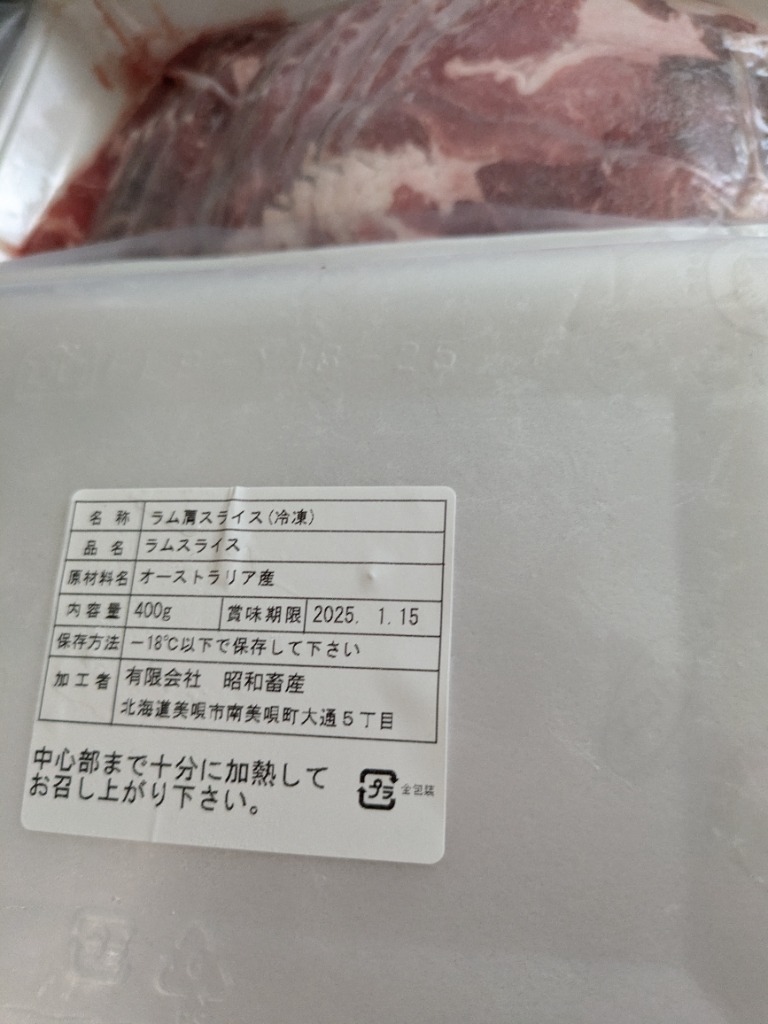 名称 ラム肩スライス(冷凍)
品名 ラムスライス
原材料名 オーストラリア産
内容量 400g 賞味期限 2025. 1.15
保存方法 －18℃以下で保存して下さい
加工者 有限会社 昭和畜産
北海道美唄市南美唄町大通5丁目
中心部まで十分に加熱して
お召し上がり下さい。
プラ 全包装